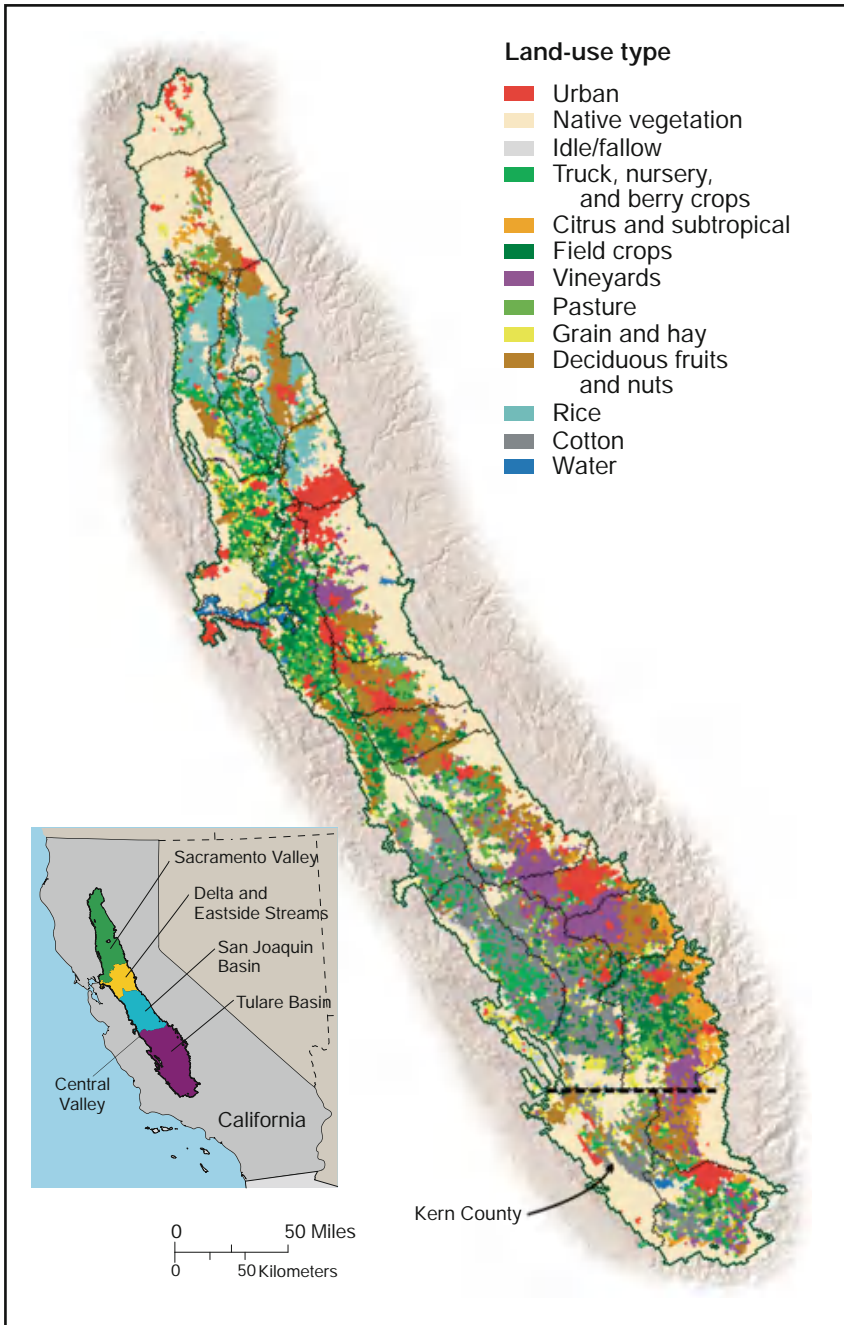 Land-use type
Urban
Native vegetation
Idle/fallow
Truck, nursery,
and berry crops
Citrus and subtropical
Field crops
Vineyards
Pasture
Grain and hay
Deciduous fruits
and nuts
Rice
Cotton
Water
Sacramento Valley
Delta and
Eastside Streams
San Joaquin
Basin
Tulare Basin
Central
Valley
California
Kern County
0 50 Miles
0 50 Kilometers